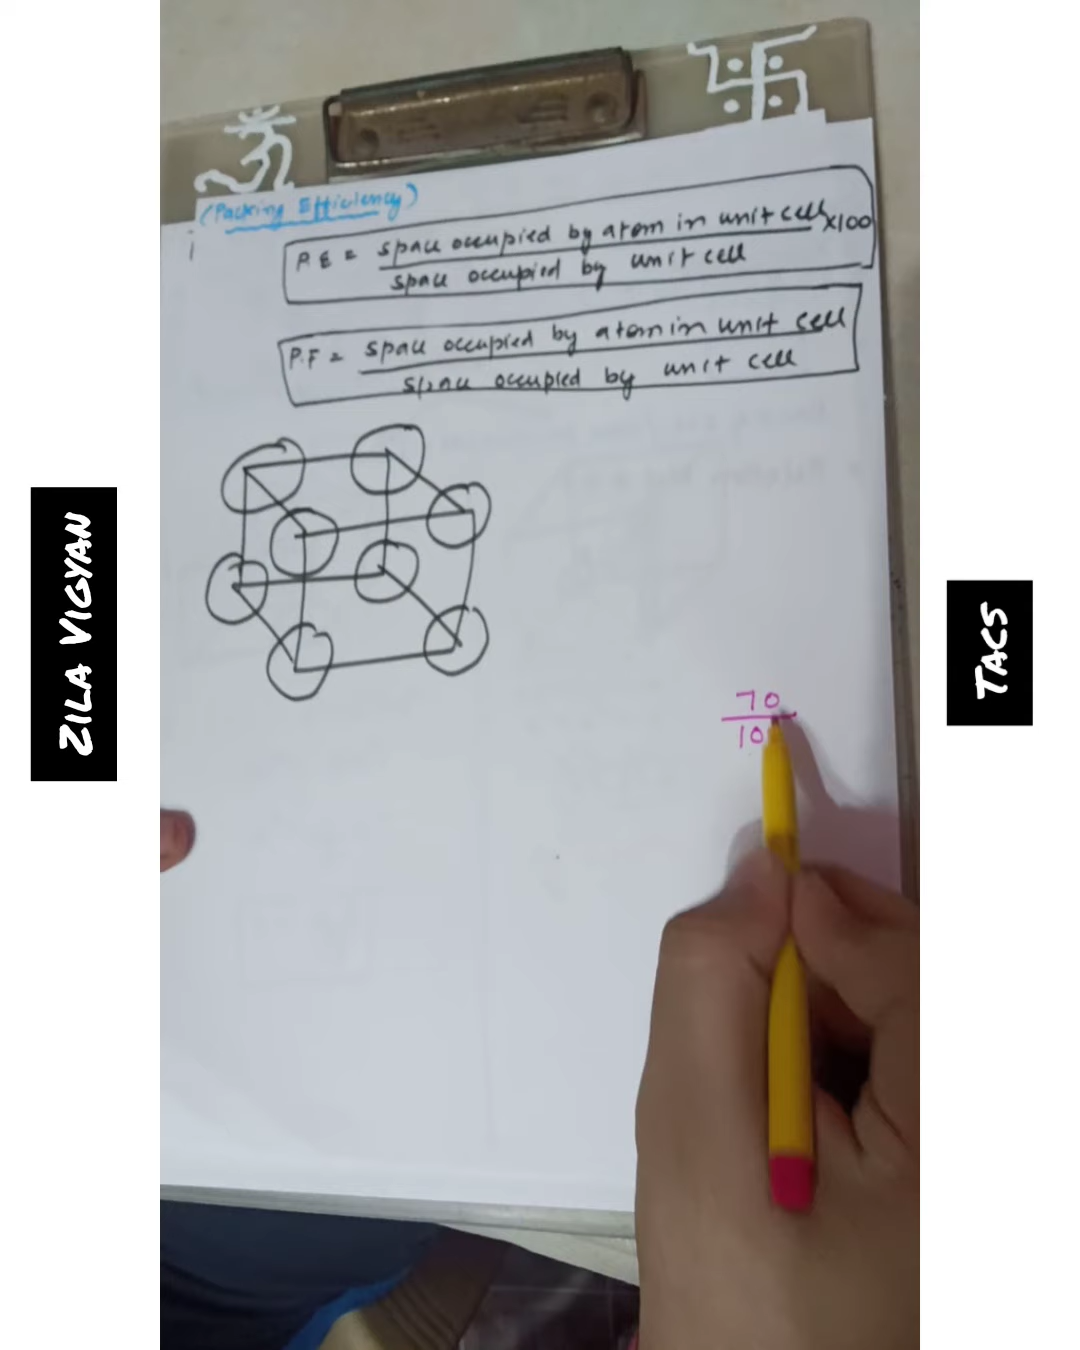 (Packing Efficiency)
P.E = space occupied by atom in unit cell x100
space occupied by unit cell
P.F = space occupied by atom in unit cell
space occupied by unit cell
70
10
ZILA VIGYAN
TACS